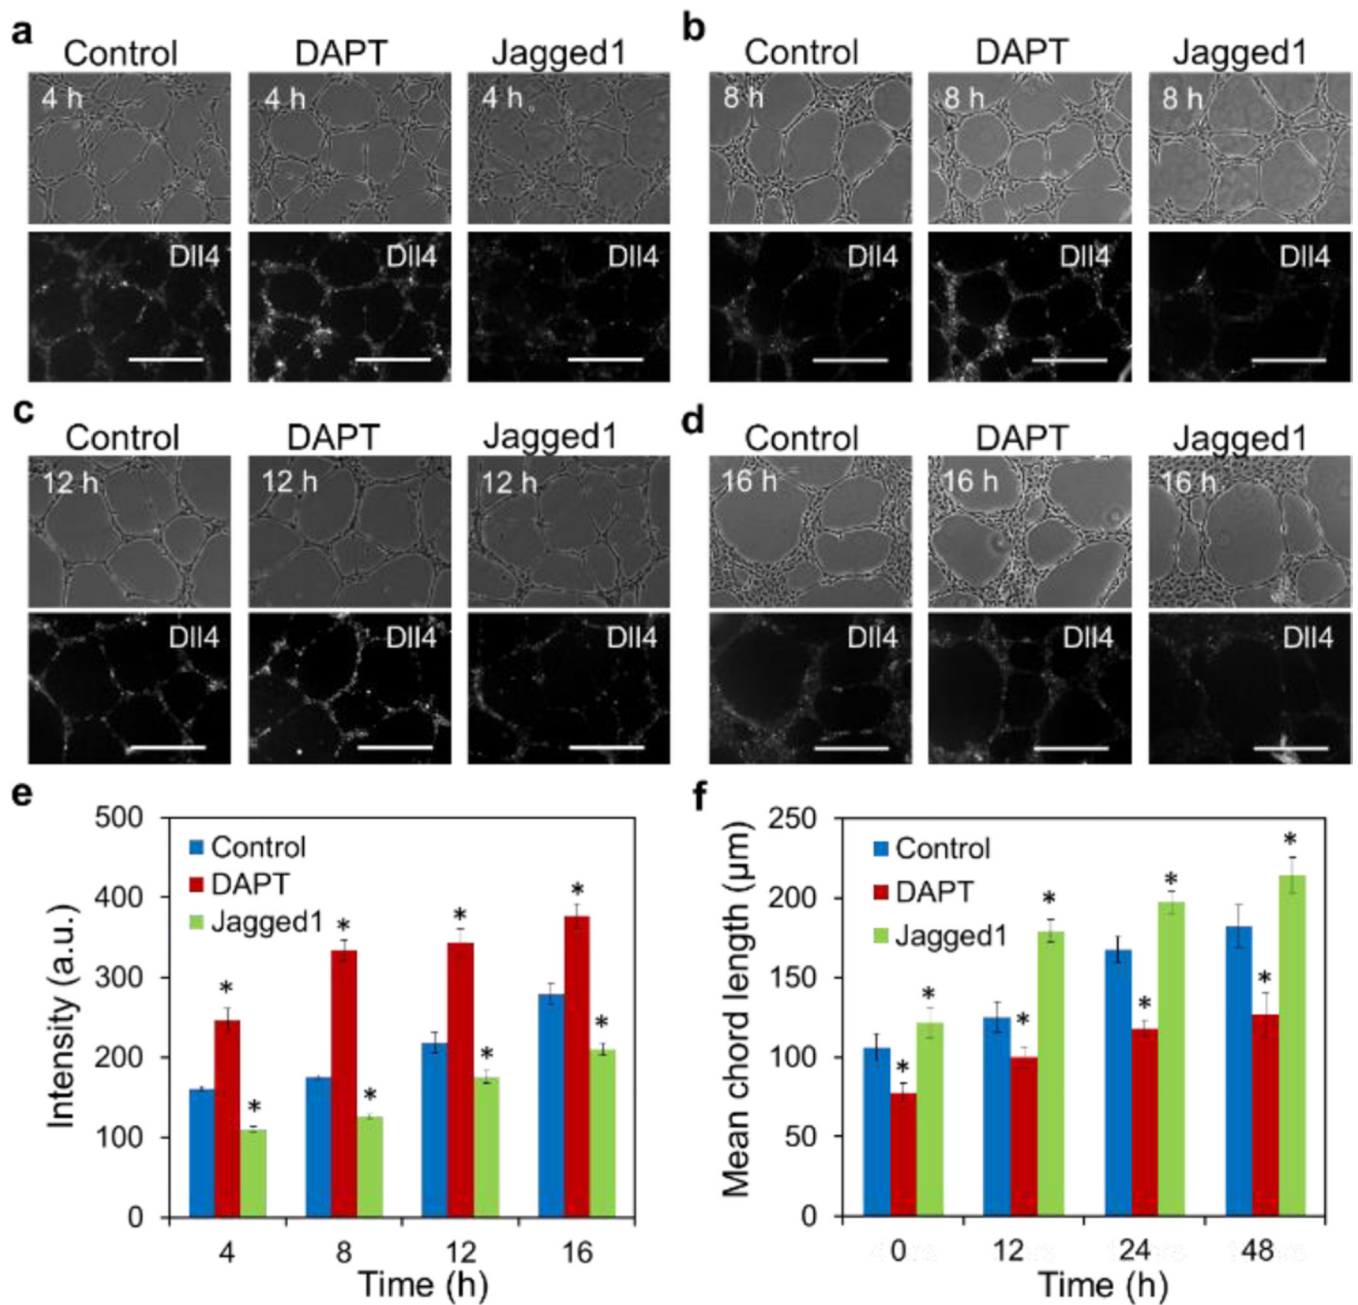 a
Control DAPT Jagged1
4 h 4 h 4 h
Dll4 Dll4 Dll4
b
Control DAPT Jagged1
8 h 8 h 8 h
Dll4 Dll4 Dll4
c
Control DAPT Jagged1
12 h 12 h 12 h
Dll4 Dll4 Dll4
d
Control DAPT Jagged1
16 h 16 h 16 h
Dll4 Dll4 Dll4
e
500
400
300
200
100
0
Intensity (a.u.)
Control
DAPT
Jagged1
* * * *
* * * *
4 8 12 16
Time (h)
f
250
200
150
100
50
0
Mean chord length (µm)
Control
DAPT
Jagged1
* * * *
* * * *
0 12 24 48
Time (h)